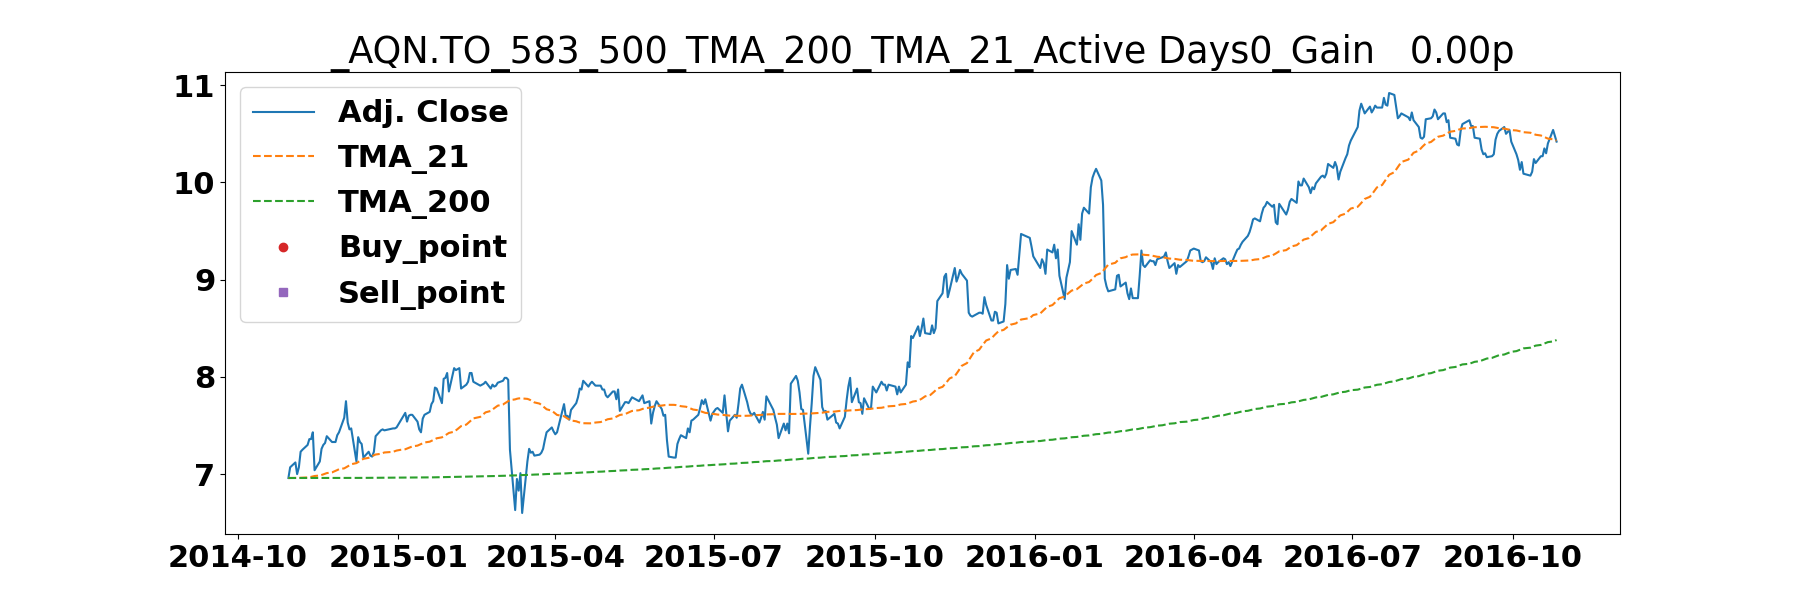 _AQN.TO_583_500_TMA_200_TMA_21_Active Days0_Gain   0.00p
11
10
9
8
7
Adj. Close
TMA_21
TMA_200
Buy_point
Sell_point
2014-10 2015-01 2015-04 2015-07 2015-10 2016-01 2016-04 2016-07 2016-10